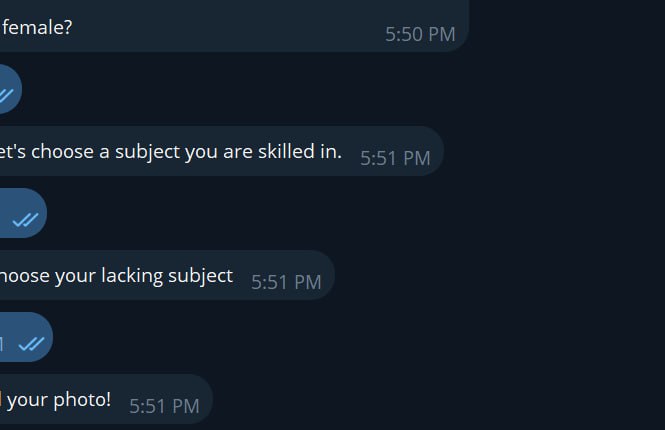 female? 5:50 PM
et's choose a subject you are skilled in. 5:51 PM
hoose your lacking subject 5:51 PM
your photo! 5:51 PM